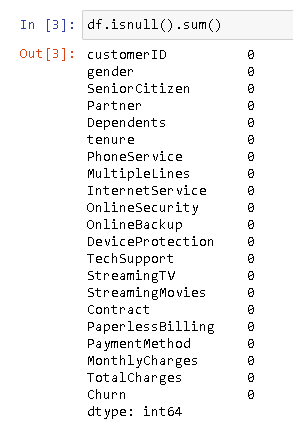 In [3]: df.isnull().sum()
Out[3]: customerID 0
gender 0
SeniorCitizen 0
Partner 0
Dependents 0
tenure 0
PhoneService 0
MultipleLines 0
InternetService 0
OnlineSecurity 0
OnlineBackup 0
DeviceProtection 0
TechSupport 0
StreamingTV 0
StreamingMovies 0
Contract 0
PaperlessBilling 0
PaymentMethod 0
MonthlyCharges 0
TotalCharges 0
Churn 0
dtype: int64